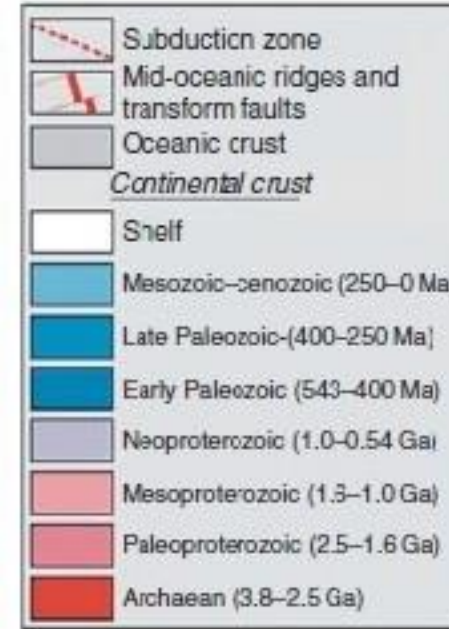 Subduction zone
Mid-oceanic ridges and
transform faults
Oceanic crust
Continental crust
Shelf
Mesozoic-cenozoic (250–0 Ma
Late Paleozoic-(400–250 Ma)
Early Paleozoic (543–400 Ma)
Neoproterozoic (1.0–0.54 Ga)
Mesoproterozoic (1.6–1.0 Ga)
Paleoproterozoic (2.5–1.6 Ga)
Archaean (3.8–2.5 Ga)